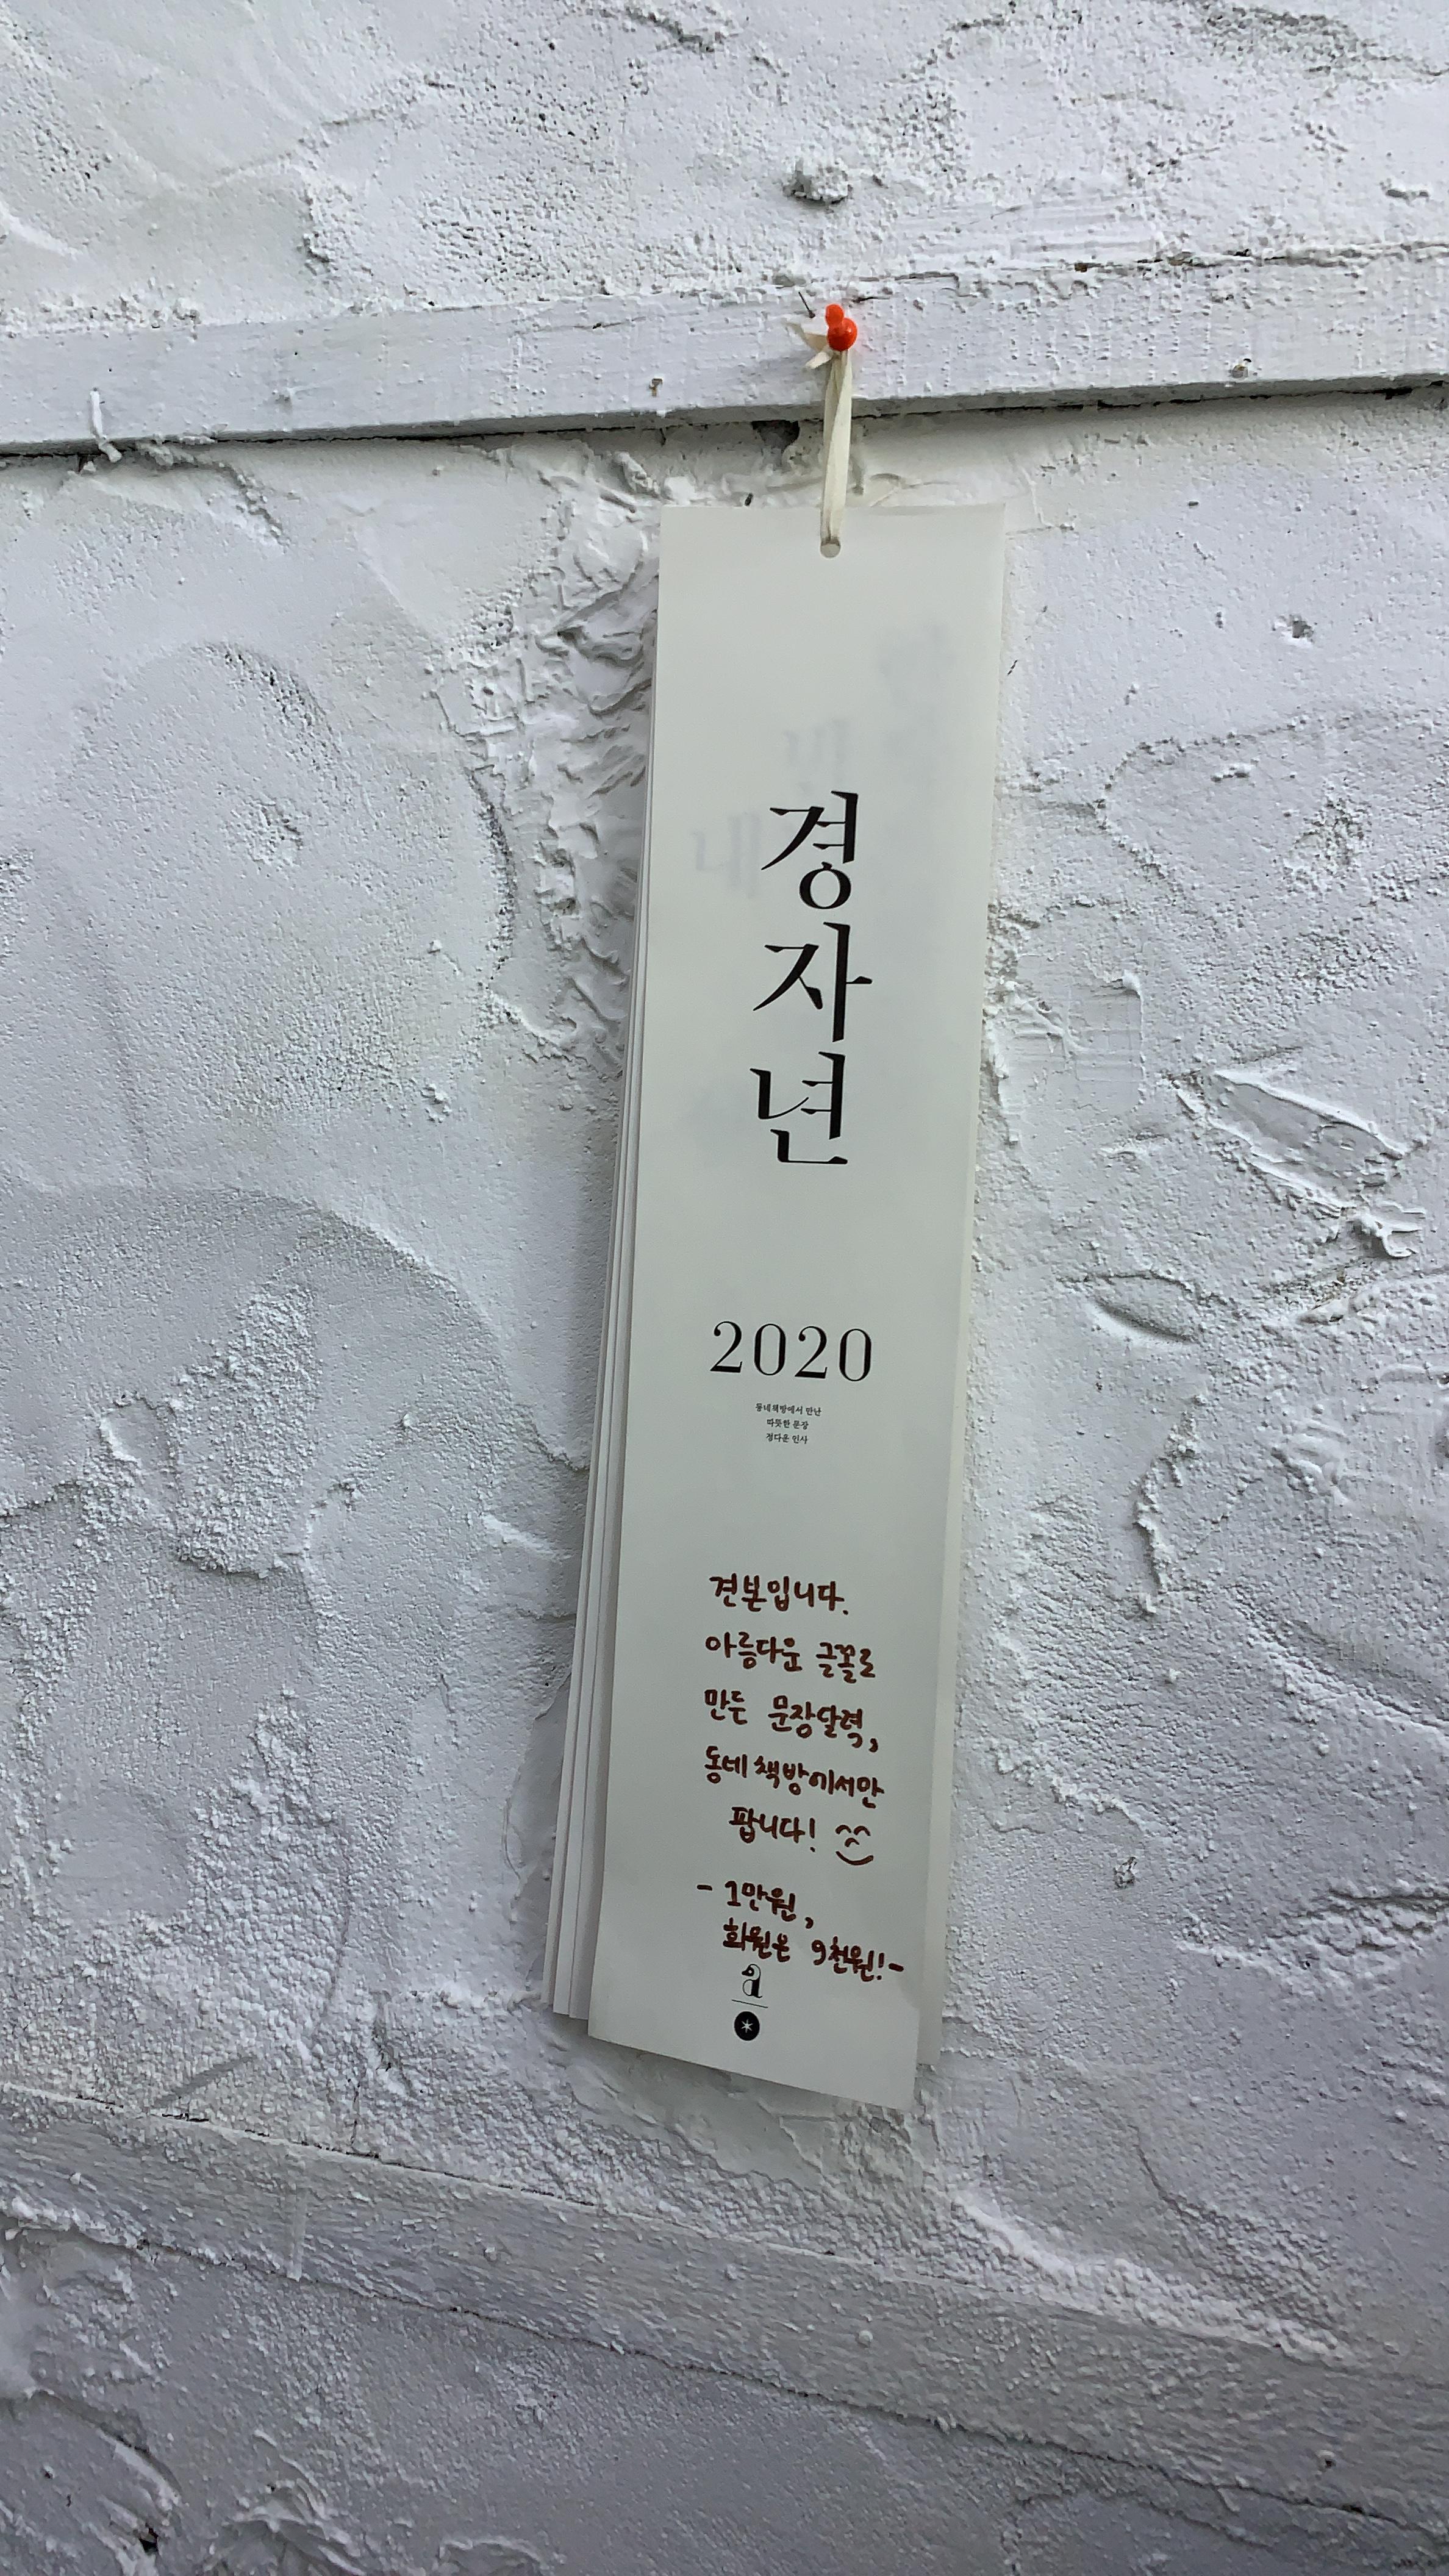 경
자
년
2020
동네책방에서 만난
따뜻한 문장
정다운 인사
견본입니다.
아름다운 글꼴로
만든 문장달력,
동네 책방에서만
팝니다!
- 1만원,
회원은 9천원! -
a